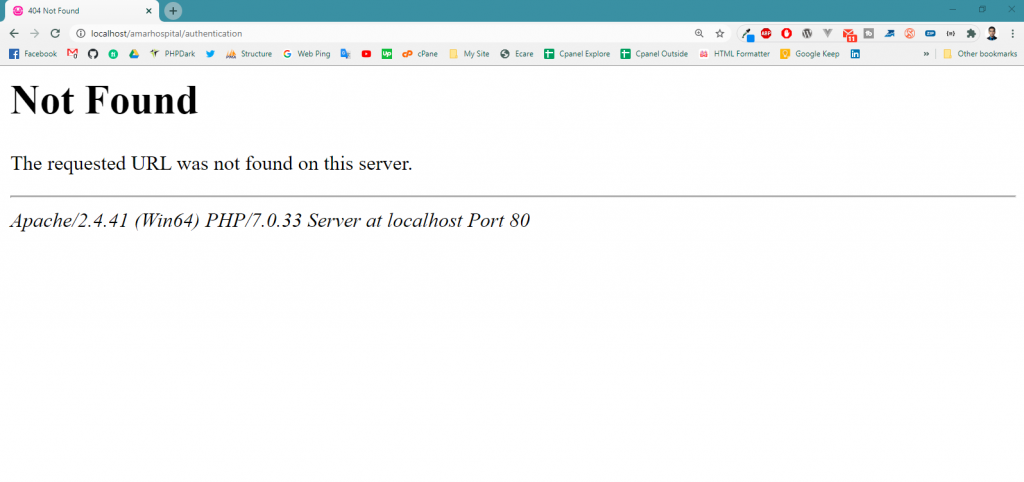 404 Not Found
localhost/amarhospital/authentication
Facebook PHPDark Structure Web Ping cPane My Site Ecare Cpanel Explore Cpanel Outside HTML Formatter Google Keep » Other bookmarks
Not Found
The requested URL was not found on this server.
Apache/2.4.41 (Win64) PHP/7.0.33 Server at localhost Port 80